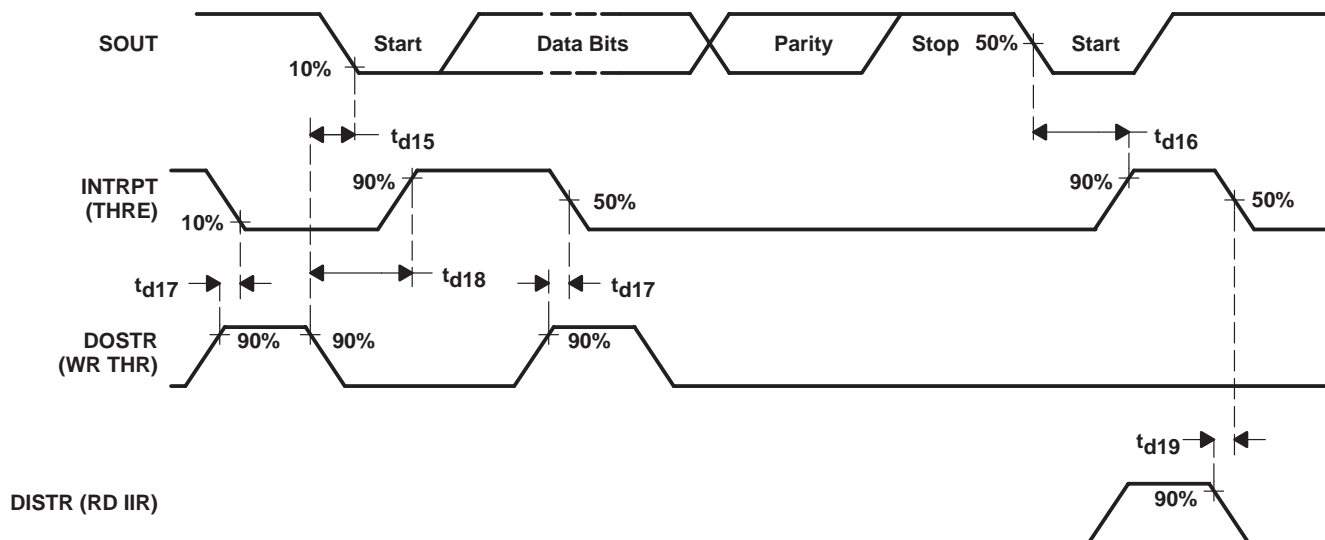 SOUT
Start
Data Bits
Parity
Stop
50%
Start
10%
td15
td16
INTRPT
(THRE)
90%
50%
90%
50%
10%
td17
td18
td17
DOSTR
(WR THR)
90%
90%
90%
td19
DISTR (RD IIR)
90%